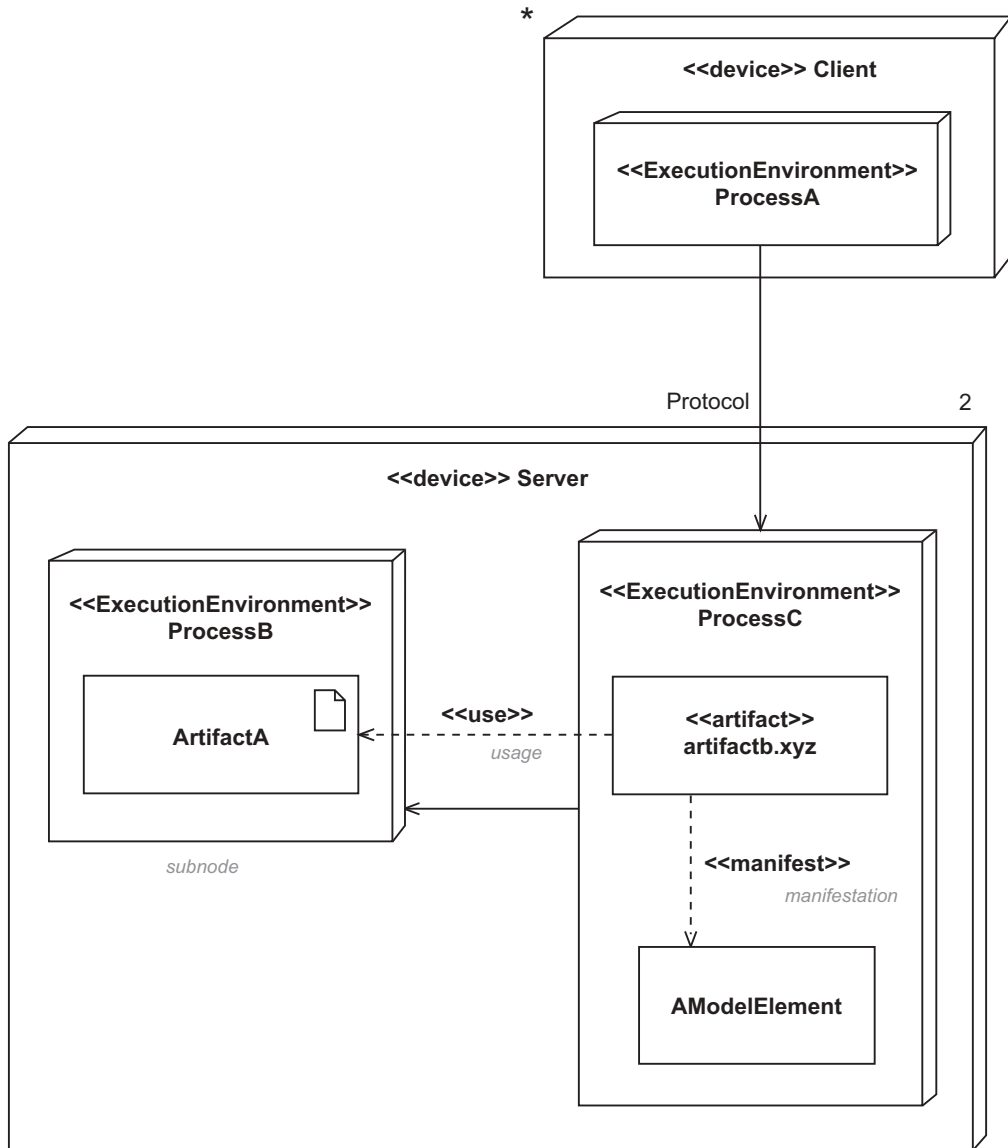 *
<<device>> Client
<<ExecutionEnvironment>>
ProcessA
Protocol
2
<<device>> Server
<<ExecutionEnvironment>>
ProcessB
<<ExecutionEnvironment>>
ProcessC
ArtifactA
<<use>>
usage
<<artifact>>
artifactb.xyz
subnode
<<manifest>>
manifestation
AModelElement